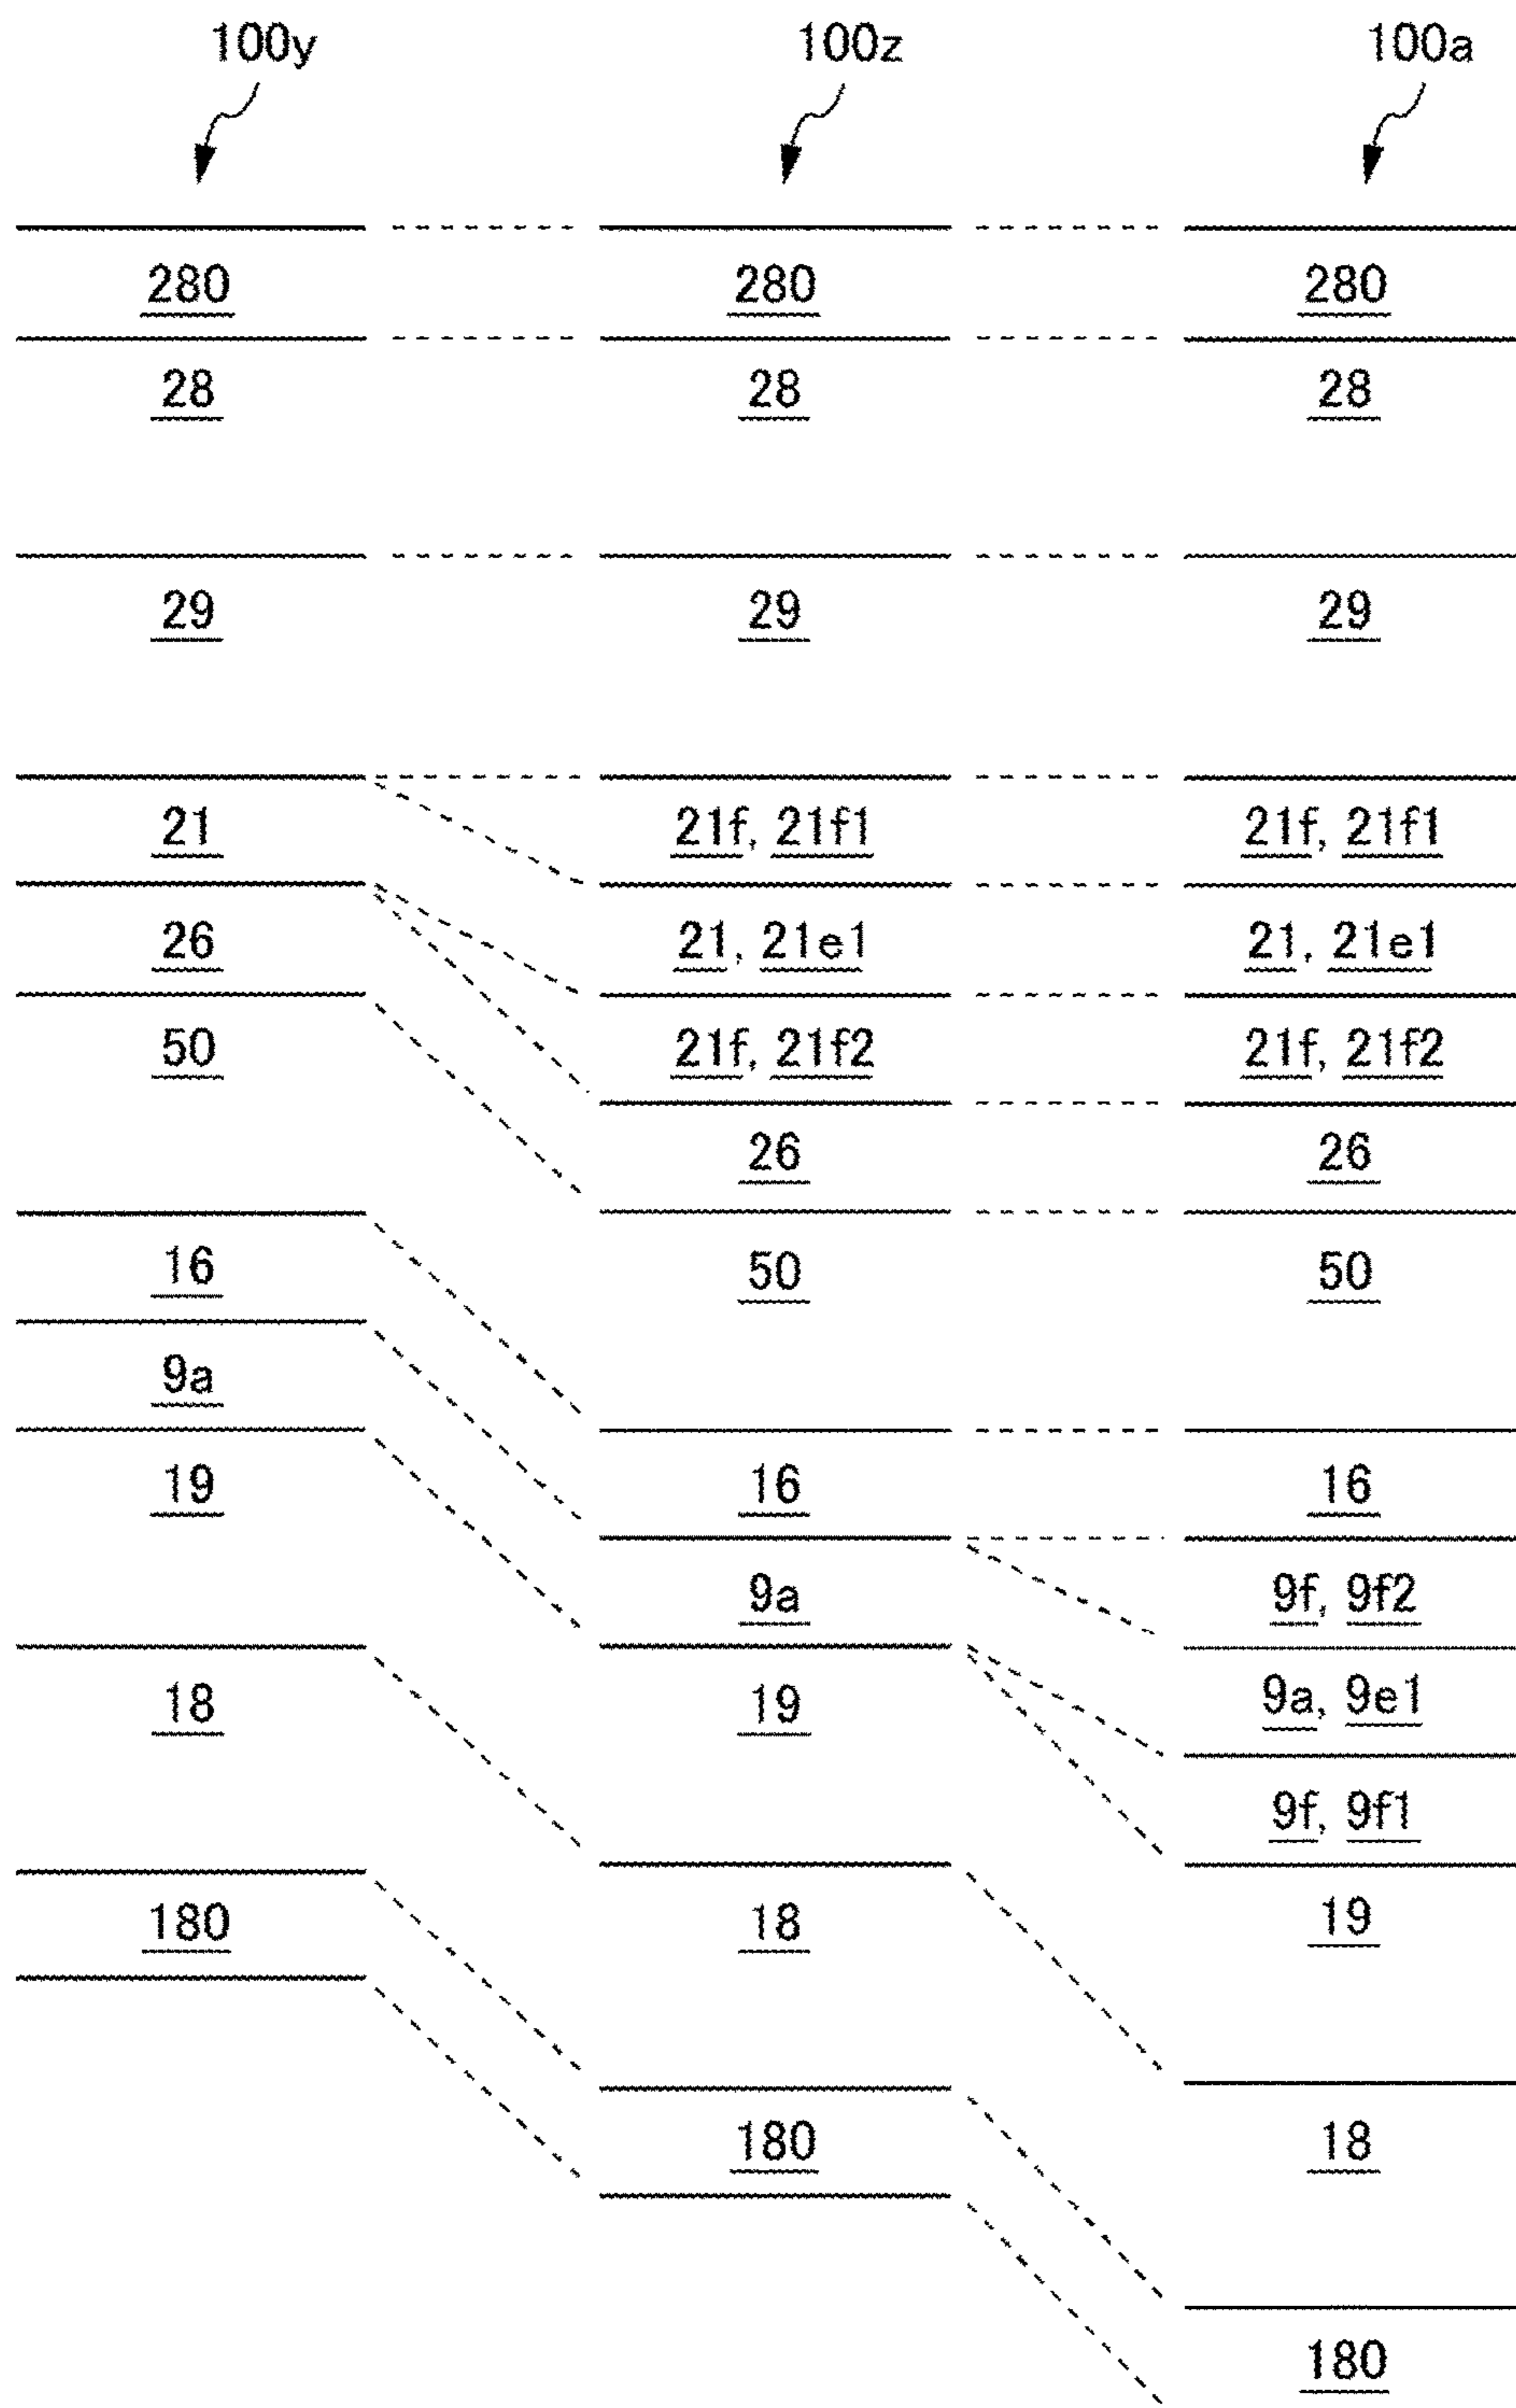 100y 100z 100a
280 280 280
28 28 28
29 29 29
21 21f, 21f1 21f, 21f1
26 21, 21e1 21, 21e1
50 21f, 21f2 21f, 21f2
26 26
16 50 50
9a
19 16 16
9a 9f, 9f2
18 19 9a, 9e1
9f, 9f1
180 18 19
180 18
180